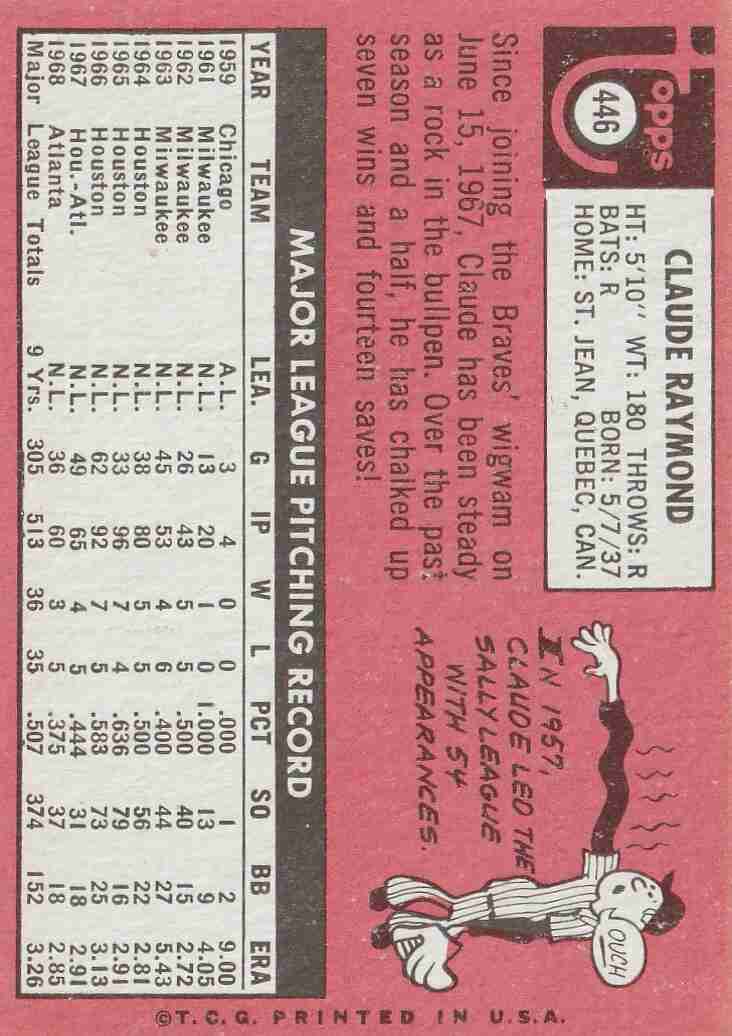 topps
446
CLAUDE RAYMOND
HT: 5'10" WT: 180 THROWS: R
BATS: R BORN: 5/7/37
HOME: ST. JEAN, QUEBEC, CAN.
Since joining the Braves' wigwam on
June 15, 1967, Claude has been steady
as a rock in the bullpen. Over the past
season and a half, he has chalked up
seven wins and fourteen saves!
OUCH
IN 1957,
CLAUDE LED THE
SALLY LEAGUE
WITH 54
APPEARANCES.
MAJOR LEAGUE PITCHING RECORD
YEAR TEAM LEA. G IP W L PCT SO BB ERA
1959 Chicago A.L. 3 4 0 0 .000 1 2 9.00
1961 Milwaukee N.L. 13 20 1 0 1.000 13 9 4.05
1962 Milwaukee N.L. 26 43 5 5 .500 40 15 2.72
1963 Milwaukee N.L. 45 53 4 6 .400 44 27 5.43
1964 Houston N.L. 38 80 5 5 .500 56 22 2.81
1965 Houston N.L. 33 96 7 4 .636 79 16 2.91
1966 Houston N.L. 62 92 7 5 .583 73 25 3.13
1967 Hou.-Atl. N.L. 49 65 4 5 .444 31 18 2.91
1968 Atlanta N.L. 36 60 3 5 .375 37 18 2.85
Major League Totals 9 Yrs. 305 513 36 35 .507 374 152 3.26
©T.C.G. PRINTED IN U.S.A.